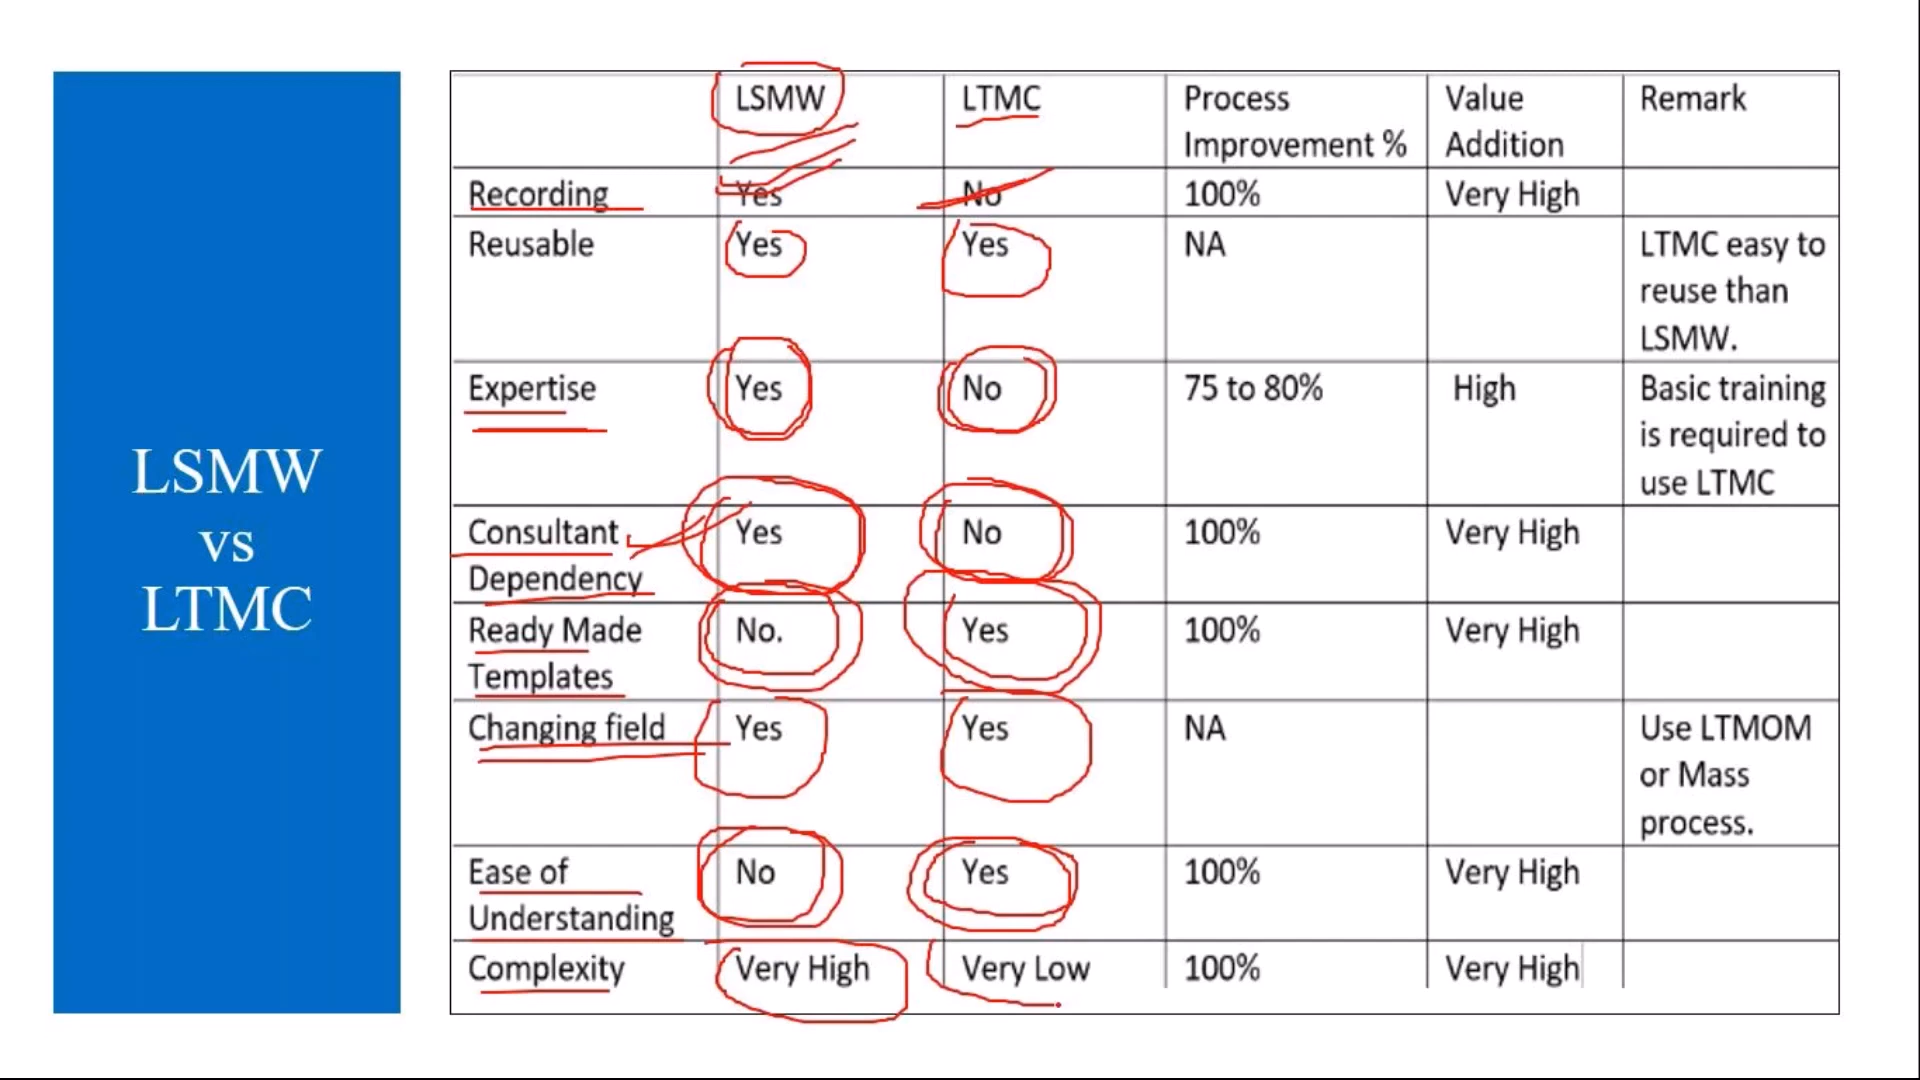 LSMW
vs
LTMC
LSMW LTMC Process Value Remark
Improvement % Addition
Recording Yes No 100% Very High
Reusable Yes Yes NA LTMC easy to
reuse than
LSMW.
Expertise Yes No 75 to 80% High Basic training
is required to
use LTMC
Consultant Yes No 100% Very High
Dependency
Ready Made No. Yes 100% Very High
Templates
Changing field Yes Yes NA Use LTMOM
or Mass
process.
Ease of No Yes 100% Very High
Understanding
Complexity Very High Very Low 100% Very High